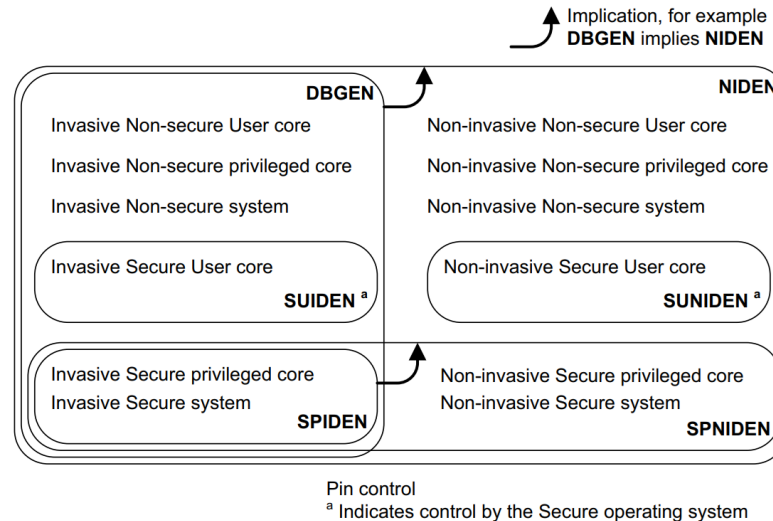 Implication, for example
DBGEN implies NIDEN
DBGEN
NIDEN
Invasive Non-secure User core
Non-invasive Non-secure User core
Invasive Non-secure privileged core
Non-invasive Non-secure privileged core
Invasive Non-secure system
Non-invasive Non-secure system
Invasive Secure User core
Non-invasive Secure User core
SUIDEN a
SUNIDEN a
Invasive Secure privileged core
Non-invasive Secure privileged core
Invasive Secure system
Non-invasive Secure system
SPIDEN
SPNIDEN
Pin control
a Indicates control by the Secure operating system